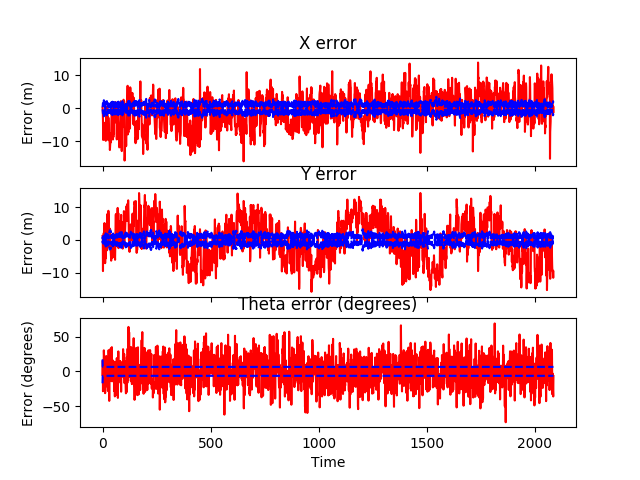 X error
10
0
−10
Error (m)
Y error
10
0
−10
Error (m)
Theta error (degrees)
50
0
−50
Error (degrees)
0
500
1000
1500
2000
Time